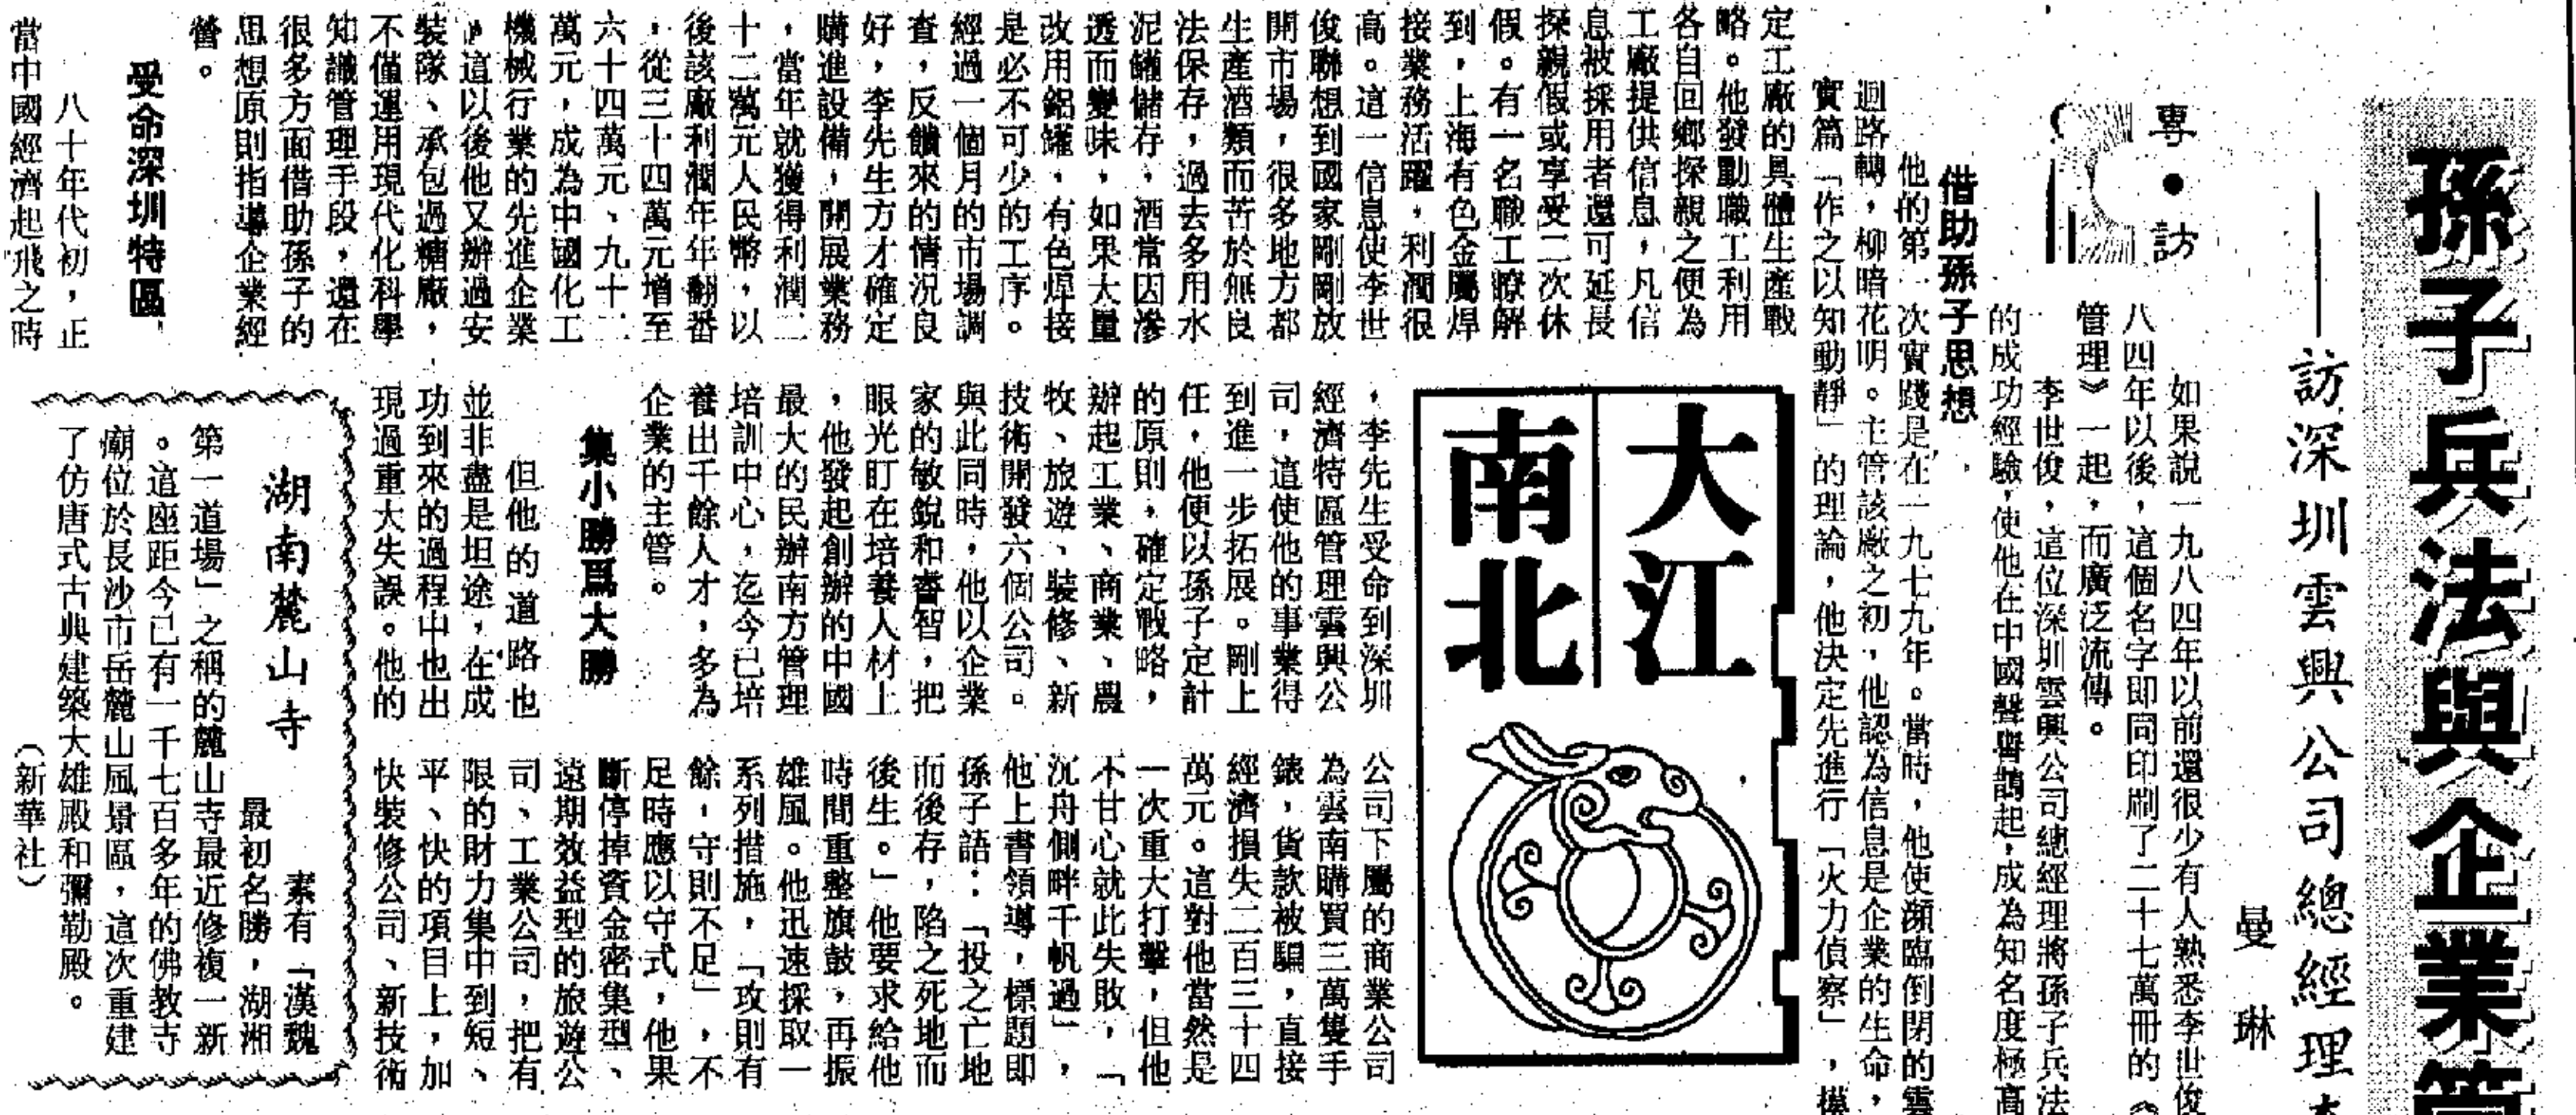 孫子兵法與企業管
——訪深圳雲興公司總經理李
曼 琳
專•訪
如果說一九八四年以前還很少有人熟悉李世俊
八四年以後，這個名字即同印刷了二十七萬冊的《
管理》一起，而廣泛流傳。
李世俊，這位深圳雲興公司總經理將孫子兵法
的成功經驗，使他在中國聲譽鵲起，成為知名度極高
借助孫子思想
他的第一次實踐是在一九七九年。當時，他使瀕臨倒閉的雲
迴路轉，柳暗花明。主管該廠之初，他認為信息是企業的生命，
實篇「作之以知動靜」的理論，他決定先進行「火力偵察」，摸
定工廠的具體生產戰
略。他發動職工利用
各自回鄉探親之便為
工廠提供信息，凡信
息被採用者還可延長
探親假或享受二次休
假。有一名職工瞭解
到，上海有色金屬焊
接業務活躍，利潤很
高。這一信息使李世
俊聯想到國家剛剛放
開市場，很多地方都
生產酒類而苦於無良
法保存，過去多用水
泥罐儲存，酒常因滲
透而變味，如果大量
改用鋁罐，有色焊接
是必不可少的工序。
經過一個月的市場調
查，反饋來的情況良
好，李先生方才確定
購進設備，開展業務
，當年就獲得利潤二
十二萬元人民幣，以
後該廠利潤年年翻番
，從三十四萬元增至
六十四萬元、九十二
萬元，成為中國化工
機械行業的先進企業
。這以後他又辦過安
裝隊、承包過糖廠，
不僅運用現代化科學
知識管理手段，還在
很多方面借助孫子的
思想原則指導企業經
營。
受命深圳特區
八十年代初，正
當中國經濟起飛之時
大江
南北
，李先生受命到深圳
經濟特區管理雲興公
司，這使他的事業得
到進一步拓展。剛上
任，他便以孫子定計
的原則，確定戰略，
辦起工業、商業、農
牧、旅遊、裝修、新
技術開發六個公司。
與此同時，他以企業
家的敏銳和睿智，把
眼光盯在培養人材上
，他發起創辦的中國
最大的民辦南方管理
培訓中心，迄今已培
養出千餘人才，多為
企業的主管。
集小勝爲大勝
但他的道路也
並非盡是坦途，在成
功到來的過程中也出
現過重大失誤。他的
公司下屬的商業公司
為雲南購買三萬隻手
錶，貨款被騙，直接
經濟損失二百三十四
萬元。這對他當然是
一次重大打擊，但他
不甘心就此失敗，「
沉舟側畔千帆過」，
他上書領導，標題即
孫子語：「投之亡地
而後存，陷之死地而
後生。」他要求給他
時間重整旗鼓，再振
雄風。他迅速採取一
系列措施，「攻則有
餘，守則不足」，不
足時應以守式，他果
斷停掉資金密集型、
遠期效益型的旅遊公
司、工業公司，把有
限的財力集中到短、
平、快的項目上，加
快裝修公司、新技術
湖南麓山寺
素有「漢魏
最初名勝，湖湘
第一道場」之稱的麓山寺最近修複一新
。這座距今已有一千七百多年的佛教寺
廟位於長沙市岳麓山風景區，這次重建
了仿唐式古典建築大雄殿和彌勒殿。
（新華社）